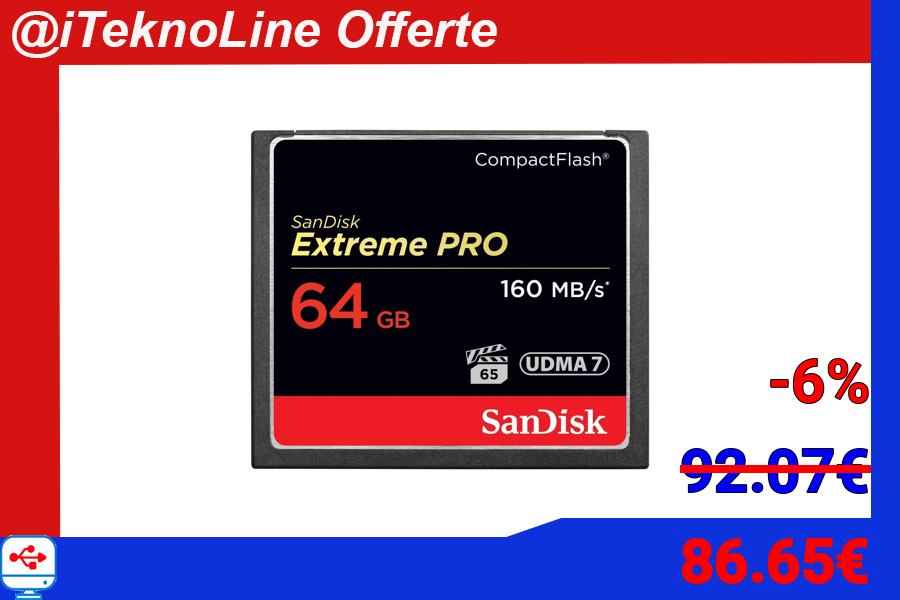 @iTeknoLine Offerte
CompactFlash®
SanDisk
Extreme PRO
160 MB/s*
64 GB
65
UDMA 7
SanDisk
-6%
92.07€
86.65€